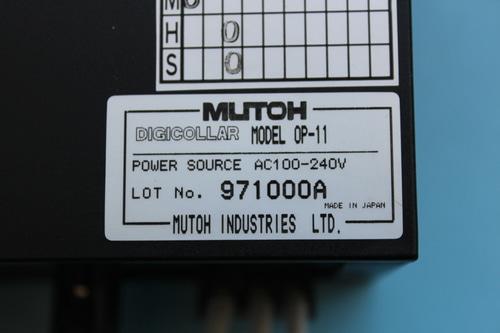 M 0
H 0
S 0
MUTOH
DIGICOLLAR MODEL OP-11
POWER SOURCE AC100-240V
LOT No. 971000A
MADE IN JAPAN
MUTOH INDUSTRIES LTD.